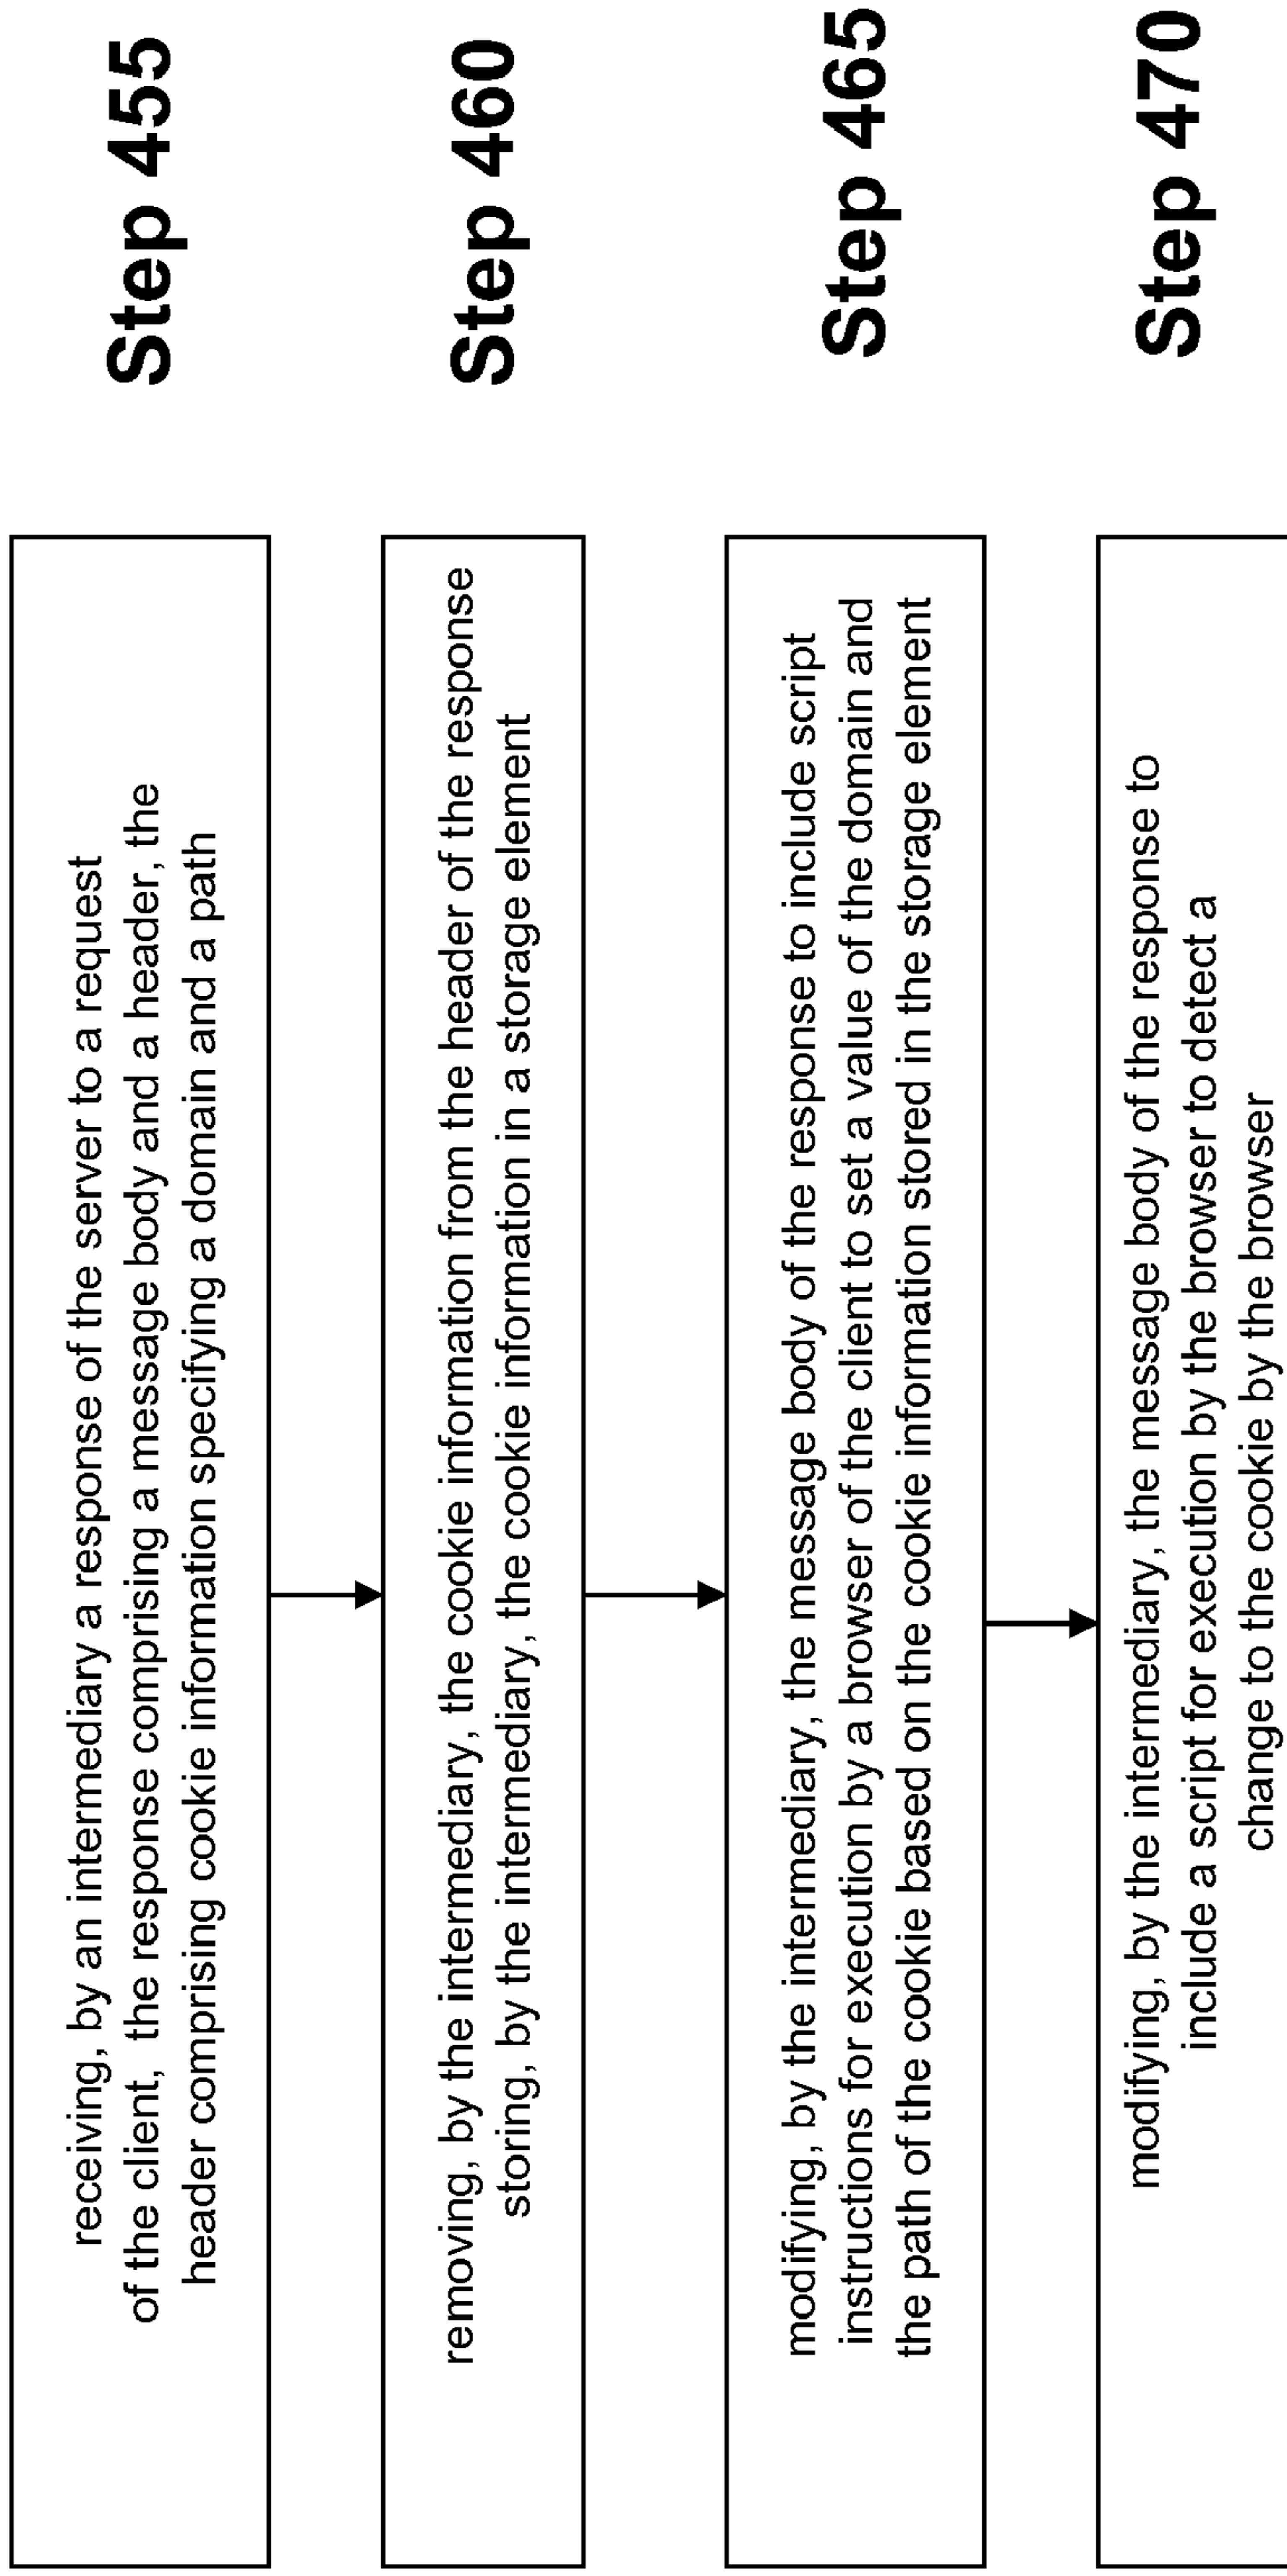 receiving, by an intermediary a response of the server to a request
of the client, the response comprising a message body and a header, the
header comprising cookie information specifying a domain and a path
Step 455
removing, by the intermediary, the cookie information from the header of the response
storing, by the intermediary, the cookie information in a storage element
Step 460
modifying, by the intermediary, the message body of the response to include script
instructions for execution by a browser of the client to set a value of the domain and
the path of the cookie based on the cookie information stored in the storage element
Step 465
modifying, by the intermediary, the message body of the response to
include a script for execution by the browser to detect a
change to the cookie by the browser
Step 470